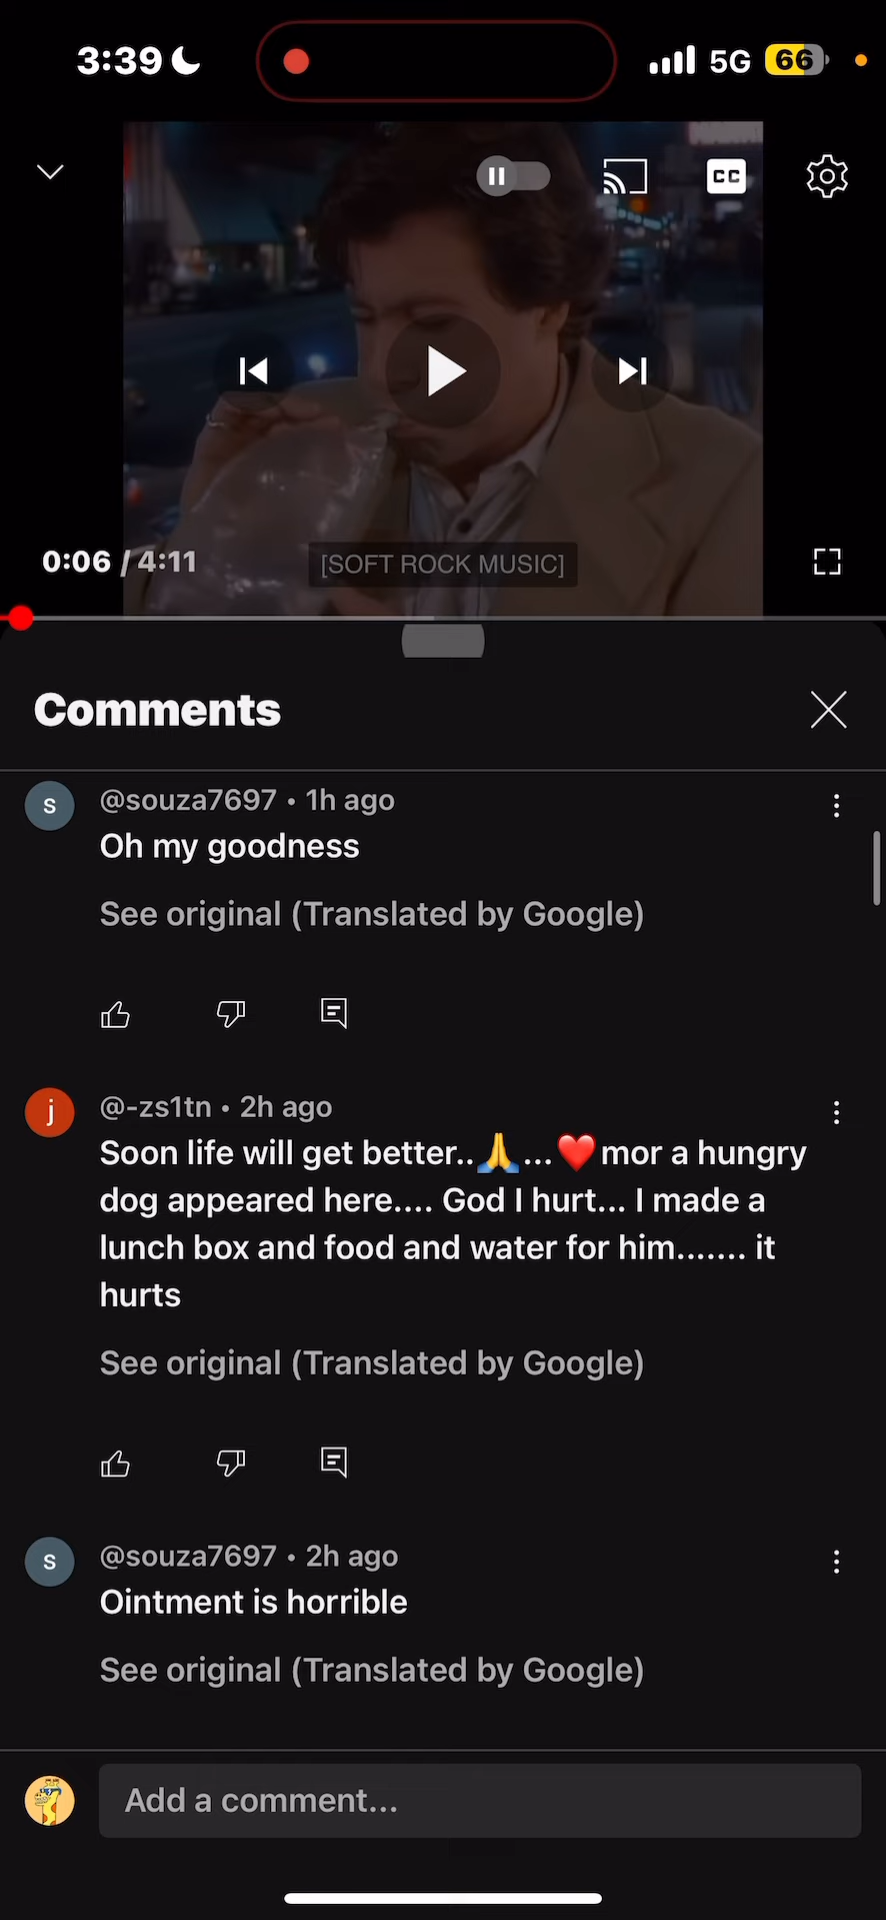 3:39
5G
66
CC
0:06 / 4:11
[SOFT ROCK MUSIC]
Comments
s
@souza7697 • 1h ago
Oh my goodness
See original (Translated by Google)
j
@-zs1tn • 2h ago
Soon life will get better..🙏...❤️ mor a hungry
dog appeared here.... God I hurt... I made a
lunch box and food and water for him....... it
hurts
See original (Translated by Google)
s
@souza7697 • 2h ago
Ointment is horrible
See original (Translated by Google)
Add a comment...